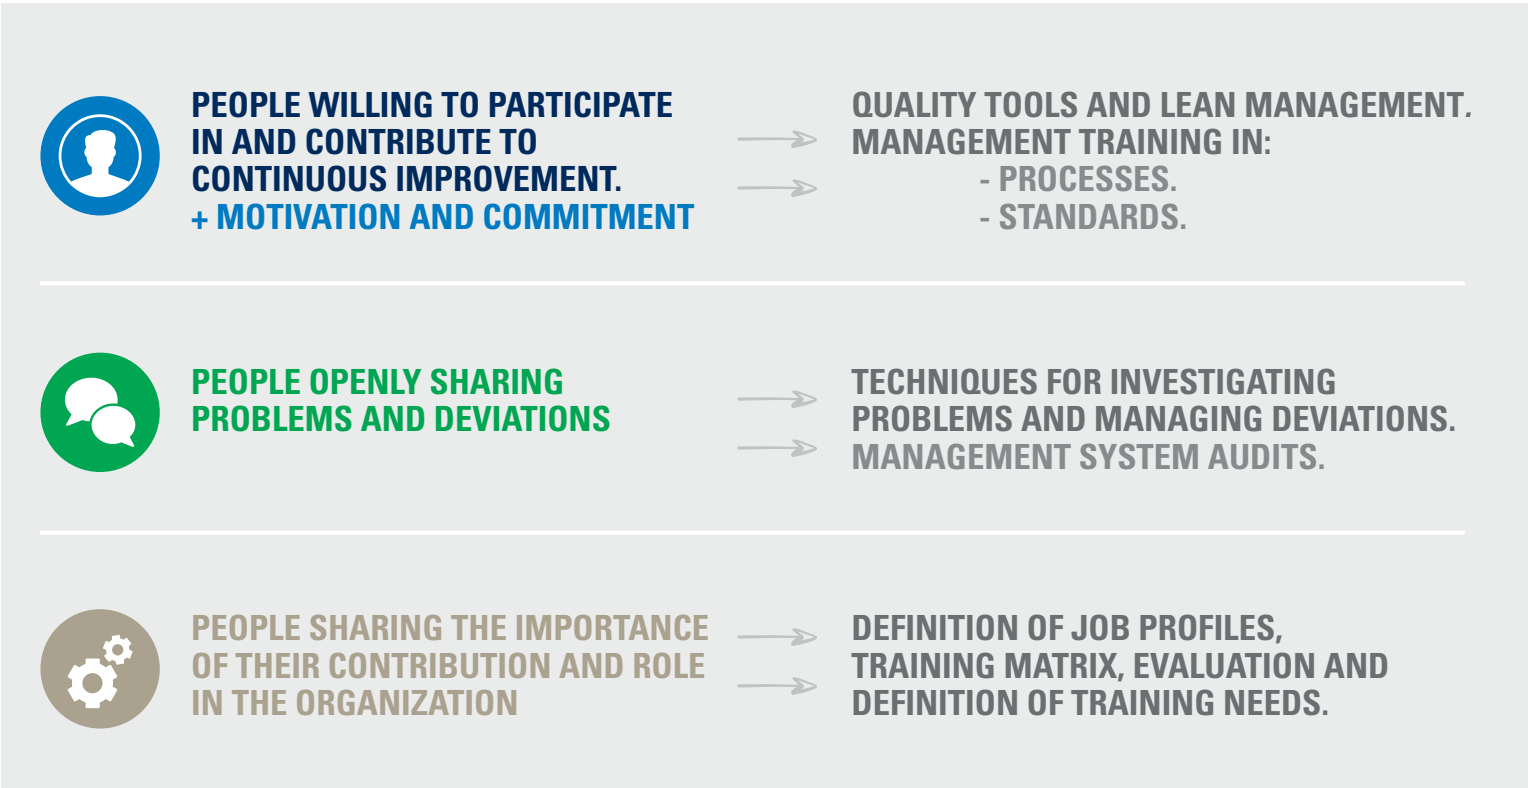 PEOPLE WILLING TO PARTICIPATE
IN AND CONTRIBUTE TO
CONTINUOUS IMPROVEMENT.
+ MOTIVATION AND COMMITMENT
QUALITY TOOLS AND LEAN MANAGEMENT.
MANAGEMENT TRAINING IN:
- PROCESSES.
- STANDARDS.
PEOPLE OPENLY SHARING
PROBLEMS AND DEVIATIONS
TECHNIQUES FOR INVESTIGATING
PROBLEMS AND MANAGING DEVIATIONS.
MANAGEMENT SYSTEM AUDITS.
PEOPLE SHARING THE IMPORTANCE
OF THEIR CONTRIBUTION AND ROLE
IN THE ORGANIZATION
DEFINITION OF JOB PROFILES,
TRAINING MATRIX, EVALUATION AND
DEFINITION OF TRAINING NEEDS.